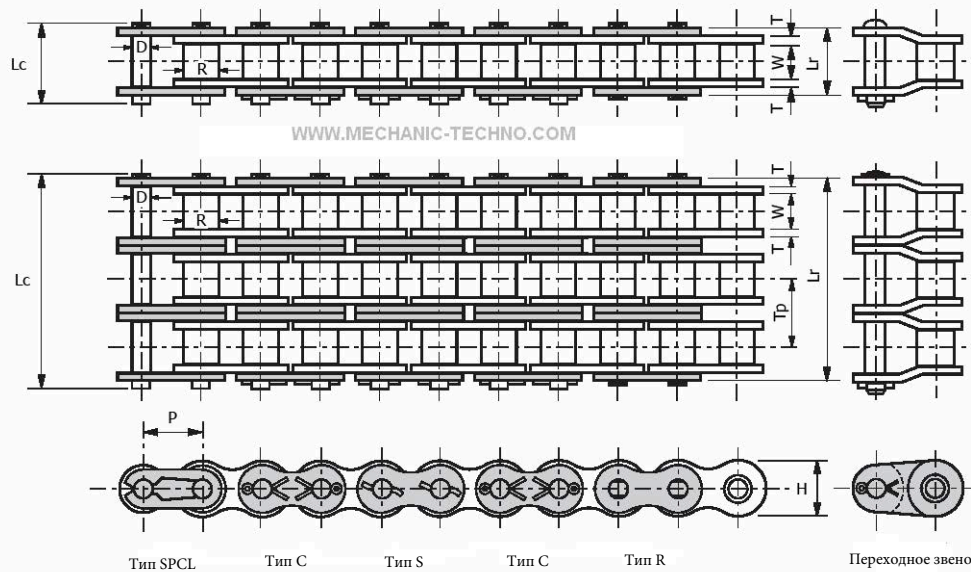 T
Lc
D
R
W
Lr
T
WWW.MECHANIC-TECHNO.COM
T
D
R
W
T
Lc
Lr
Tp
P
H
Тип SPCL
Тип C
Тип S
Тип C
Тип R
Переходное звено